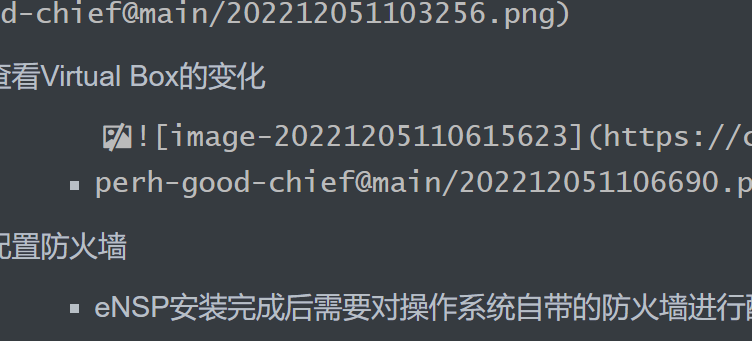 d-chief@main/202212051103256.png)
查看Virtual Box的变化
![image-20221205110615623](https://
perh-good-chief@main/202212051106690.p
配置防火墙
eNSP安装完成后需要对操作系统自带的防火墙进行配